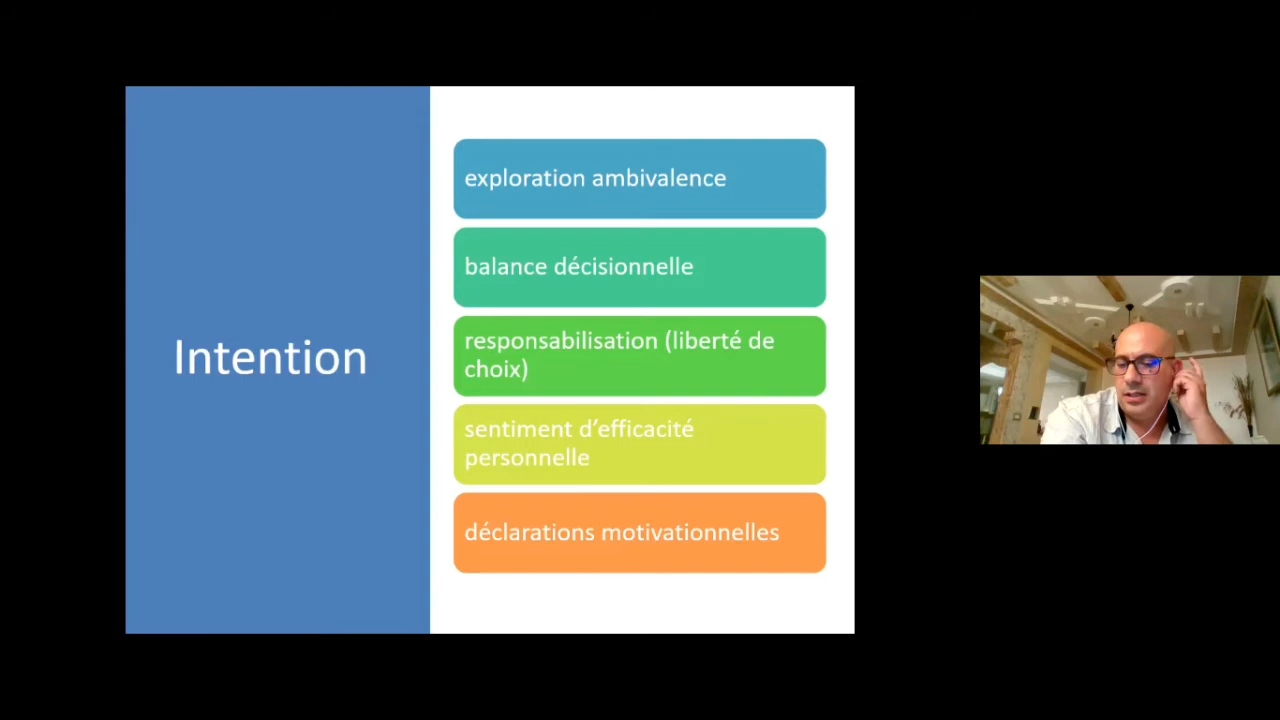 Intention
exploration ambivalence
balance décisionnelle
responsabilisation (liberté de
choix)
sentiment d’efficacité
personnelle
déclarations motivationnelles